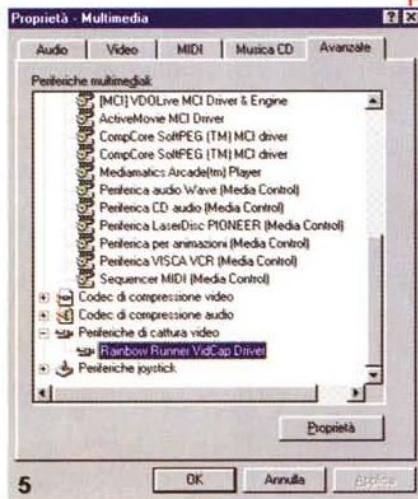 Proprietà - Multimedia
Audio Video MIDI Musica CD Avanzate
Periferiche multimediali:
[MCI] VDOLive MCI Driver & Engine
ActiveMovie MCI Driver
CompCore SoftPEG (TM) MCI driver
CompCore SoftPEG (TM) MCI driver
Mediamatics Arcade(tm) Player
Periferica audio Wave (Media Control)
Periferica CD audio (Media Control)
Periferica LaserDisc PIONEER (Media Control)
Periferica per animazioni (Media Control)
Periferica VISCA VCR (Media Control)
Sequencer MIDI (Media Control)
Codec di compressione video
Codec di compressione audio
Periferiche di cattura video
Rainbow Runner VidCap Driver
Periferiche joystick
Proprietà
5
OK Annulla Applica